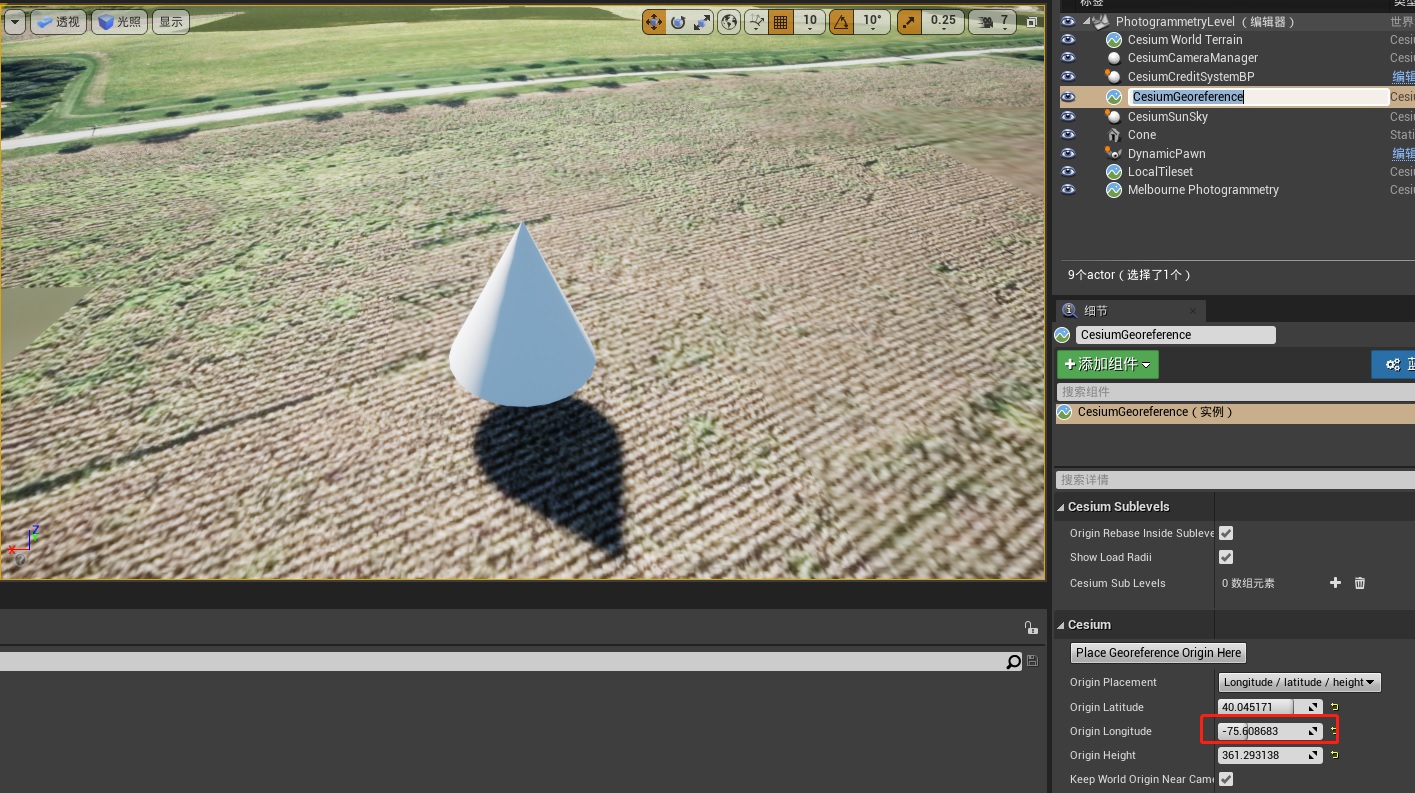 透视 光照 显示 10 10° 0.25 7
标签 类型
PhotogrammetryLevel（编辑器） 世界
Cesium World Terrain Cesi
CesiumCameraManager Cesi
CesiumCreditSystemBP 编辑
CesiumGeoreference Cesi
CesiumSunSky Cesi
Cone Stati
DynamicPawn 编辑
LocalTileset Cesi
Melbourne Photogrammetry Cesi
9个actor（选择了1个）
细节
CesiumGeoreference
+添加组件 蓝
搜索组件
CesiumGeoreference（实例）
搜索详情
Cesium Sublevels
Origin Rebase Inside Subleve
Show Load Radii
Cesium Sub Levels 0 数组元素
Cesium
Place Georeference Origin Here
Origin Placement Longitude / latitude / height
Origin Latitude 40.045171
Origin Longitude -75.608683
Origin Height 361.293138
Keep World Origin Near Came
Z
X